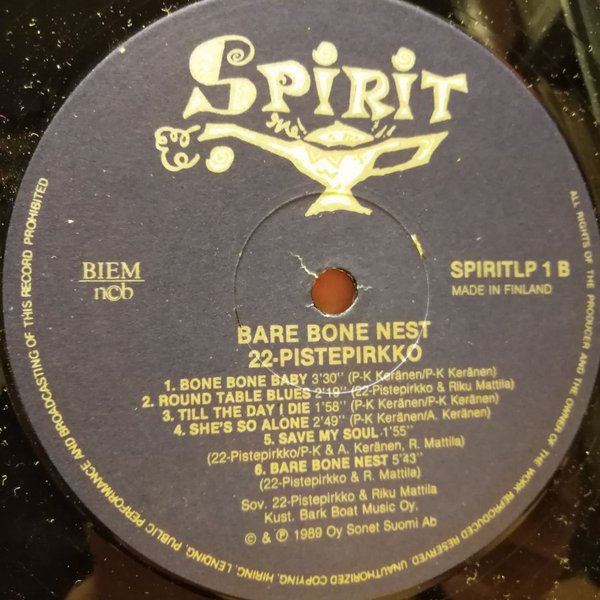 SPIRIT
BIEM
ncb
SPIRITLP 1 B
MADE IN FINLAND
BARE BONE NEST
22-PISTEPIRKKO
1. BONE BONE BABY 3'30" (P-K Keränen/P-K Keränen)
2. ROUND TABLE BLUES 2'19" (22-Pistepirkko & Riku Mattila)
3. TILL THE DAY I DIE 1'58" (P-K Keränen/P-K Keränen)
4. SHE'S SO ALONE 2'49" (P-K Keränen/A. Keränen)
5. SAVE MY SOUL 1'55"
(22-Pistepirkko/P-K & A. Keränen, R. Mattila)
6. BARE BONE NEST 5'43"
(22-Pistepirkko & R. Mattila)
Sov. 22-Pistepirkko & Riku Mattila
Kust. Bark Boat Music Oy.
© & ℗ 1989 Oy Sonet Suomi Ab
ALL RIGHTS OF THE PRODUCER AND THE OWNER OF THE WORK REPRODUCED RESERVED UNAUTHORIZED COPYING, HIRING, LENDING, PUBLIC PERFORMANCE AND BROADCASTING OF THIS RECORD PROHIBITED